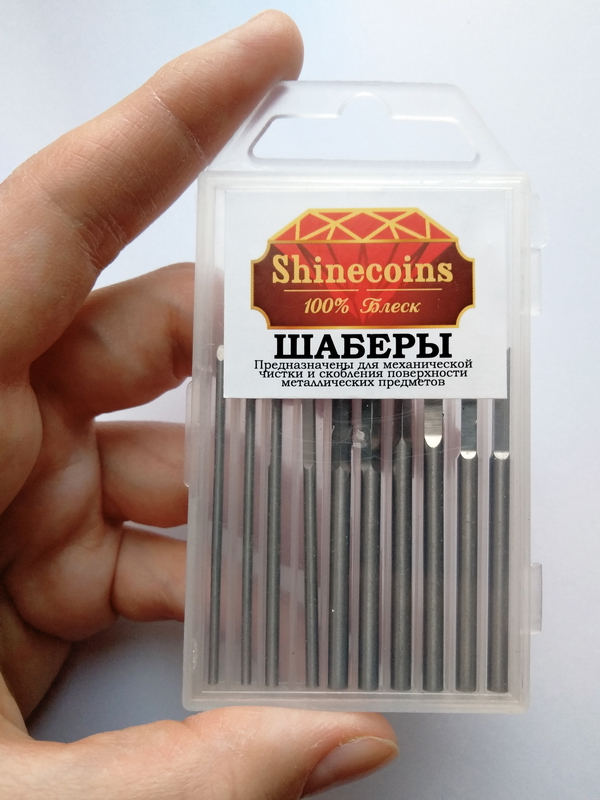 Shinecoins
100% Блеск
ШАБЕРЫ
Предназначены для механической
чистки и скобления поверхности
металлических предметов